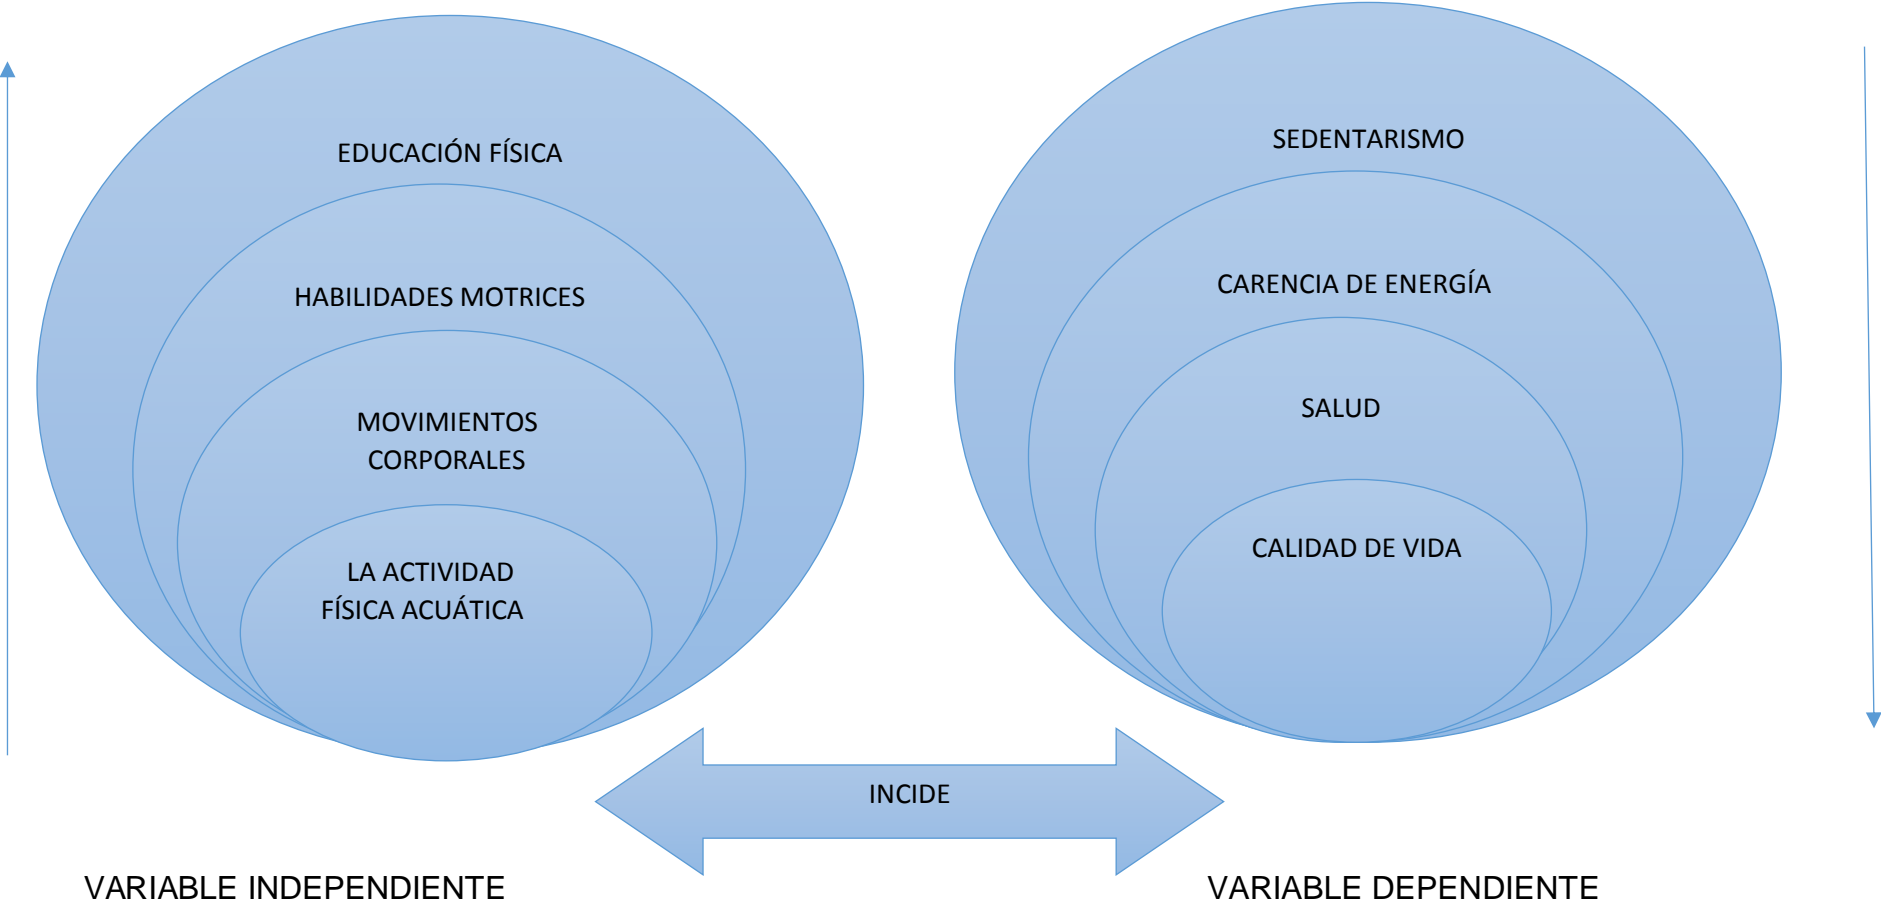 EDUCACIÓN FÍSICA
HABILIDADES MOTRICES
MOVIMIENTOS
CORPORALES
LA ACTIVIDAD
FÍSICA ACUÁTICA
SEDENTARISMO
CARENCIA DE ENERGÍA
SALUD
CALIDAD DE VIDA
INCIDE
VARIABLE INDEPENDIENTE
VARIABLE DEPENDIENTE